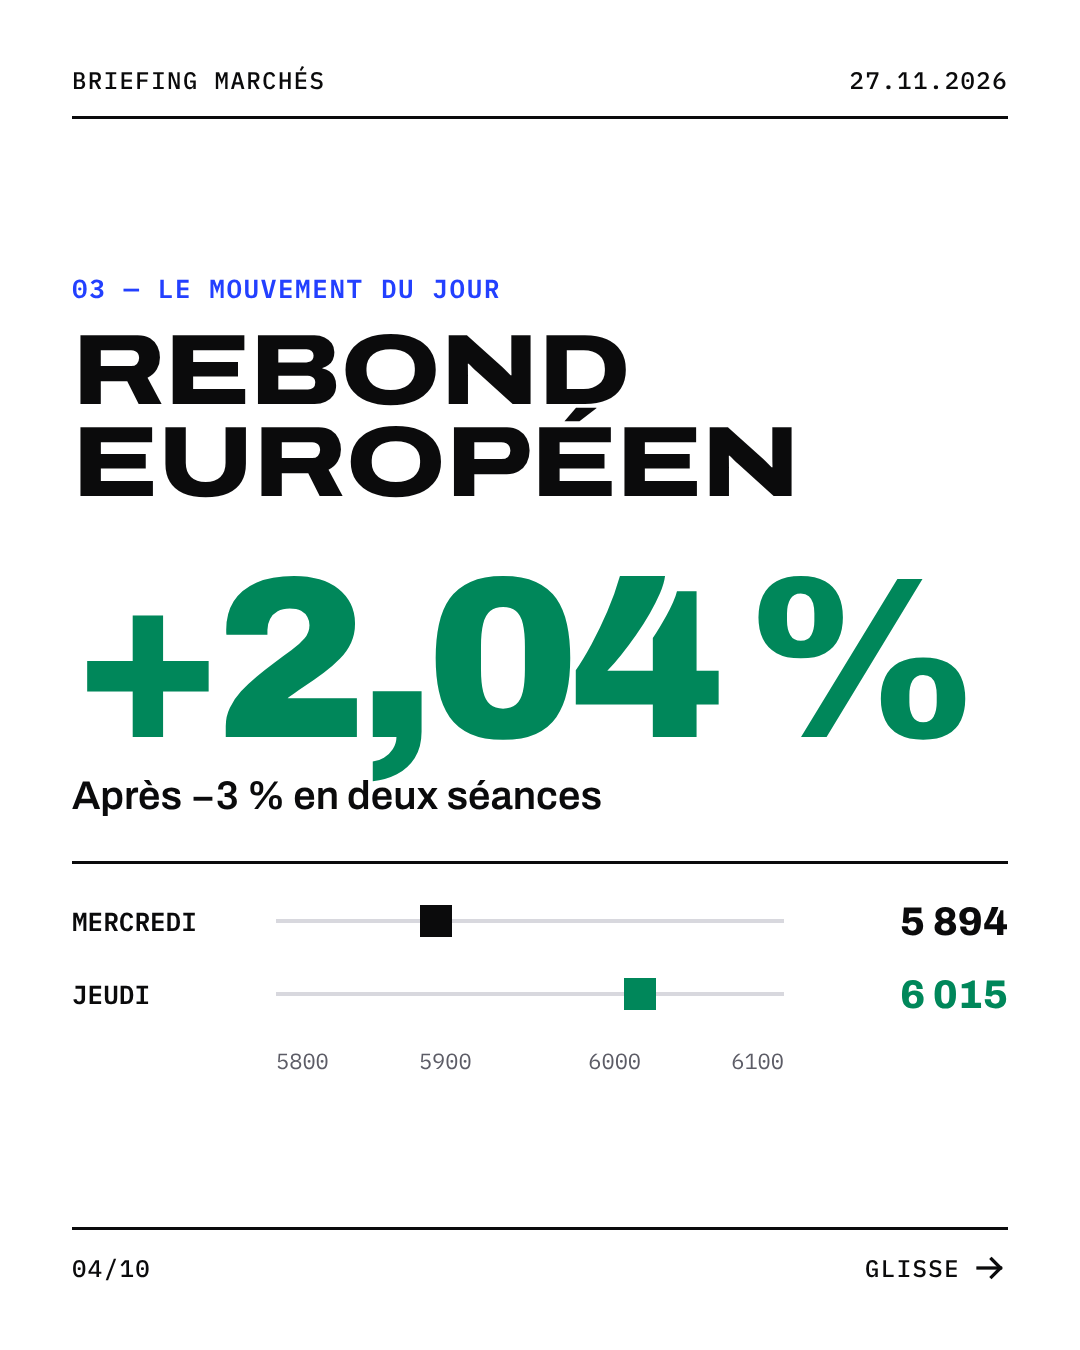 BRIEFING MARCHÉS
27.11.2026
03 — LE MOUVEMENT DU JOUR
REBOND
EUROPÉEN
+2,04 %
Après −3 % en deux séances
MERCREDI
5 894
JEUDI
6 015
5800 5900 6000 6100
04/10
GLISSE →